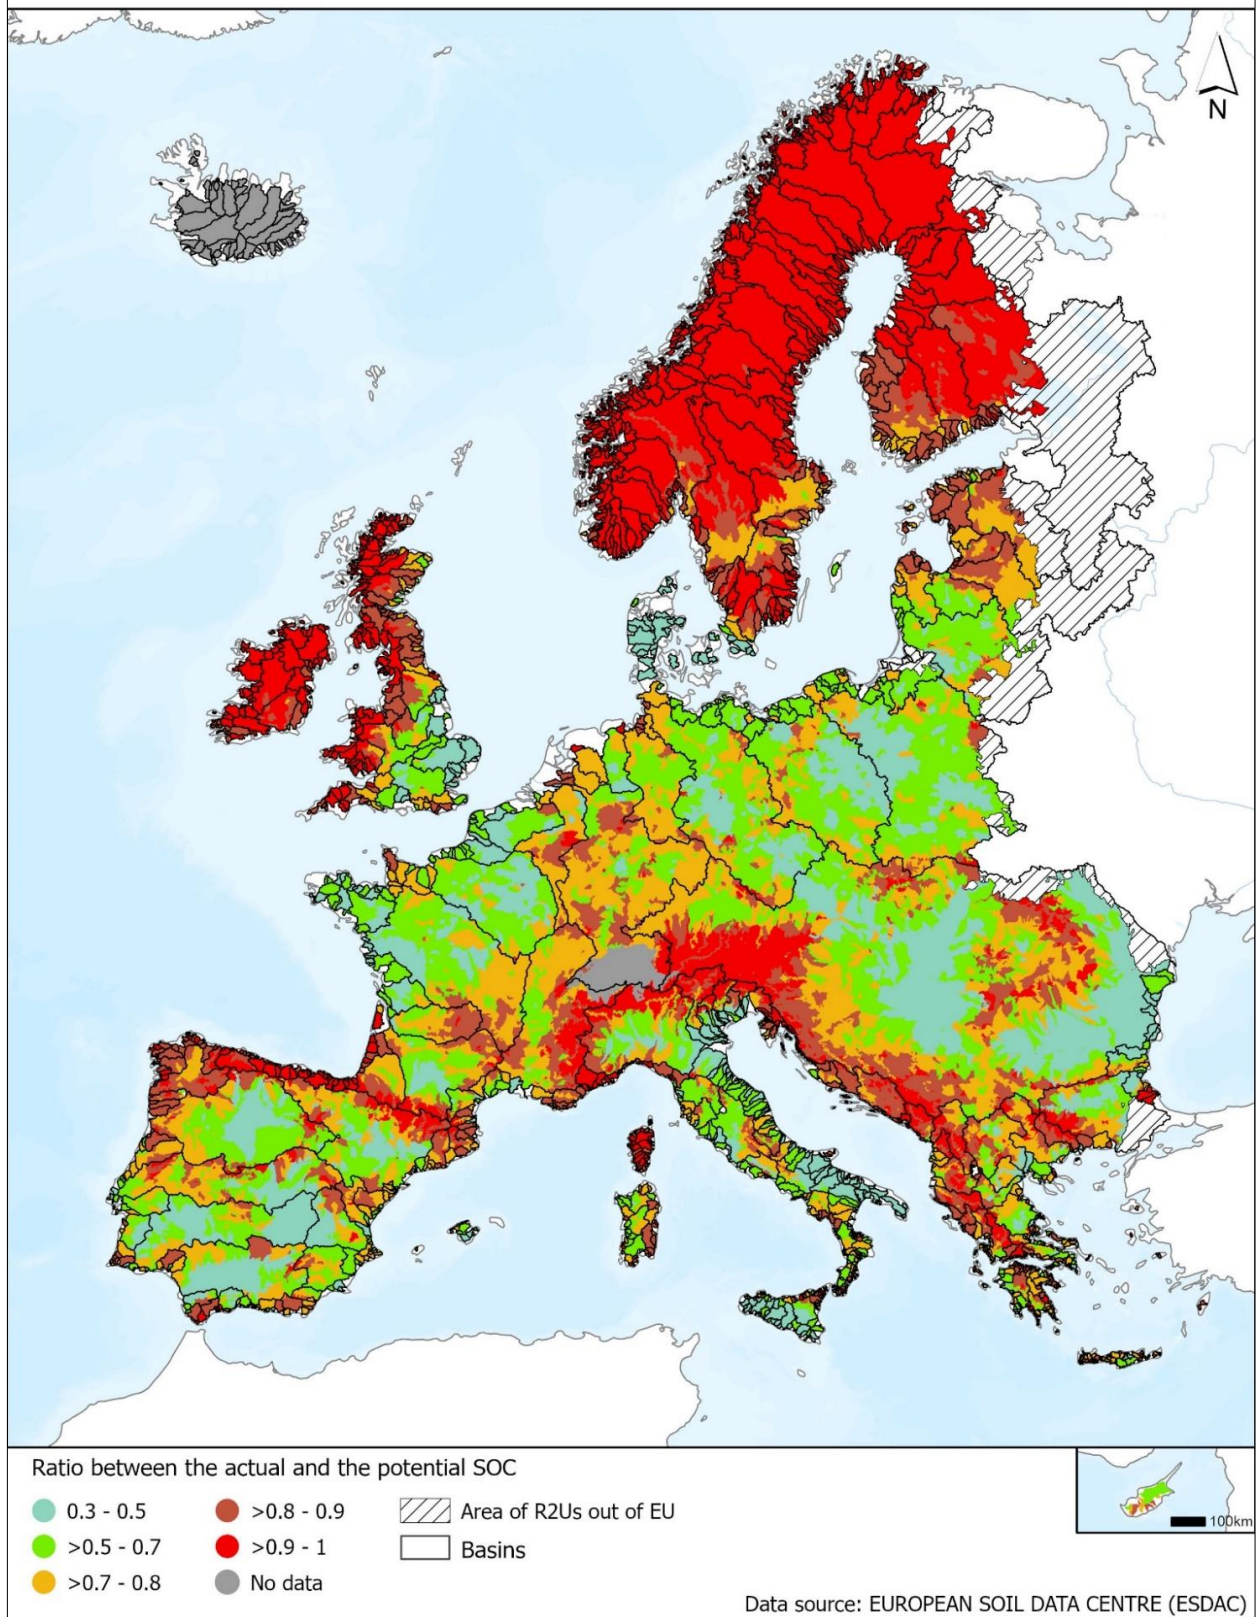 N
Ratio between the actual and the potential SOC
0.3 - 0.5
>0.5 - 0.7
>0.7 - 0.8
>0.8 - 0.9
>0.9 - 1
No data
Area of R2Us out of EU
Basins
100km
Data source: EUROPEAN SOIL DATA CENTRE (ESDAC)